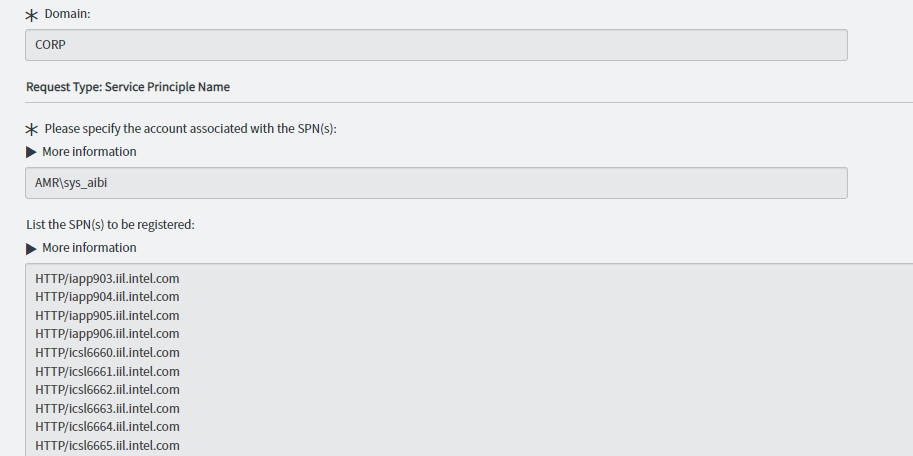 * Domain:
CORP
Request Type: Service Principle Name
* Please specify the account associated with the SPN(s):
▶ More information
AMR\sys_aibi
List the SPN(s) to be registered:
▶ More information
HTTP/iapp903.iil.intel.com
HTTP/iapp904.iil.intel.com
HTTP/iapp905.iil.intel.com
HTTP/iapp906.iil.intel.com
HTTP/icsl6660.iil.intel.com
HTTP/icsl6661.iil.intel.com
HTTP/icsl6662.iil.intel.com
HTTP/icsl6663.iil.intel.com
HTTP/icsl6664.iil.intel.com
HTTP/icsl6665.iil.intel.com